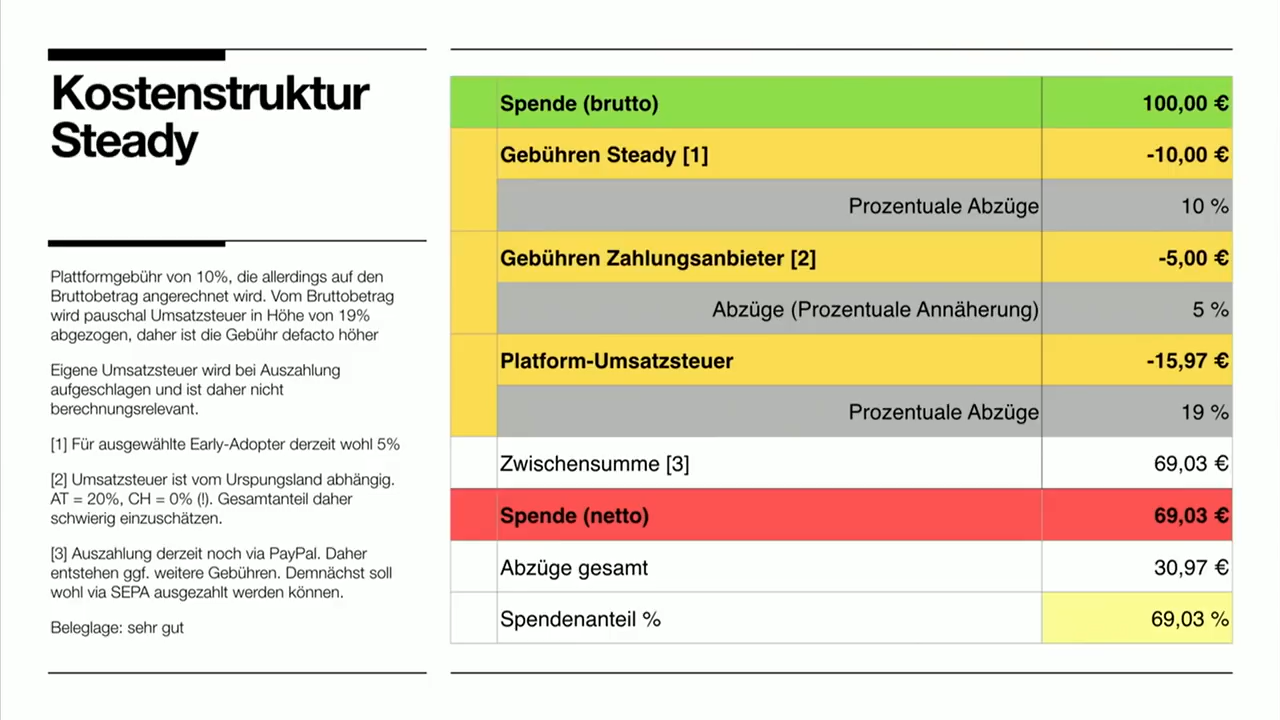 Kostenstruktur
Steady
Plattformgebühr von 10%, die allerdings auf den
Bruttobetrag angerechnet wird. Vom Bruttobetrag
wird pauschal Umsatzsteuer in Höhe von 19%
abgezogen, daher ist die Gebühr defacto höher
Eigene Umsatzsteuer wird bei Auszahlung
aufgeschlagen und ist daher nicht
berechnungsrelevant.
[1] Für ausgewählte Early-Adopter derzeit wohl 5%
[2] Umsatzsteuer ist vom Urspungsland abhängig.
AT = 20%, CH = 0% (!). Gesamtanteil daher
schwierig einzuschätzen.
[3] Auszahlung derzeit noch via PayPal. Daher
entstehen ggf. weitere Gebühren. Demnächst soll
wohl via SEPA ausgezahlt werden können.
Beleglage: sehr gut
Spende (brutto) 100,00 €
Gebühren Steady [1] -10,00 €
Prozentuale Abzüge 10 %
Gebühren Zahlungsanbieter [2] -5,00 €
Abzüge (Prozentuale Annäherung) 5 %
Platform-Umsatzsteuer -15,97 €
Prozentuale Abzüge 19 %
Zwischensumme [3] 69,03 €
Spende (netto) 69,03 €
Abzüge gesamt 30,97 €
Spendenanteil % 69,03 %